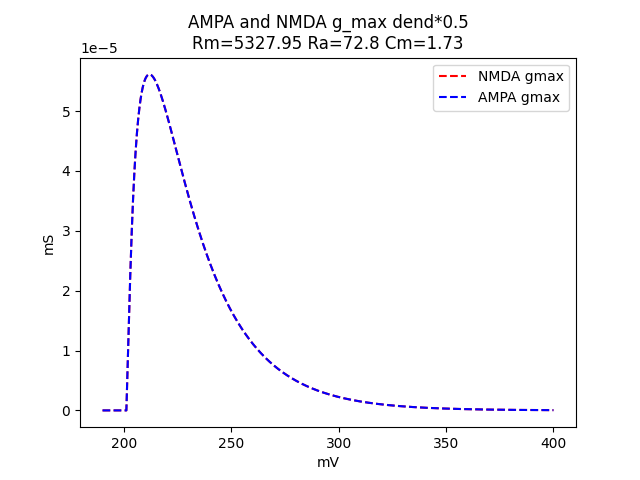 AMPA and NMDA g_max dend*0.5
Rm=5327.95 Ra=72.8 Cm=1.73
1e−5
NMDA gmax
AMPA gmax
5
4
3
2
1
0
mS
200
250
300
350
400
mV